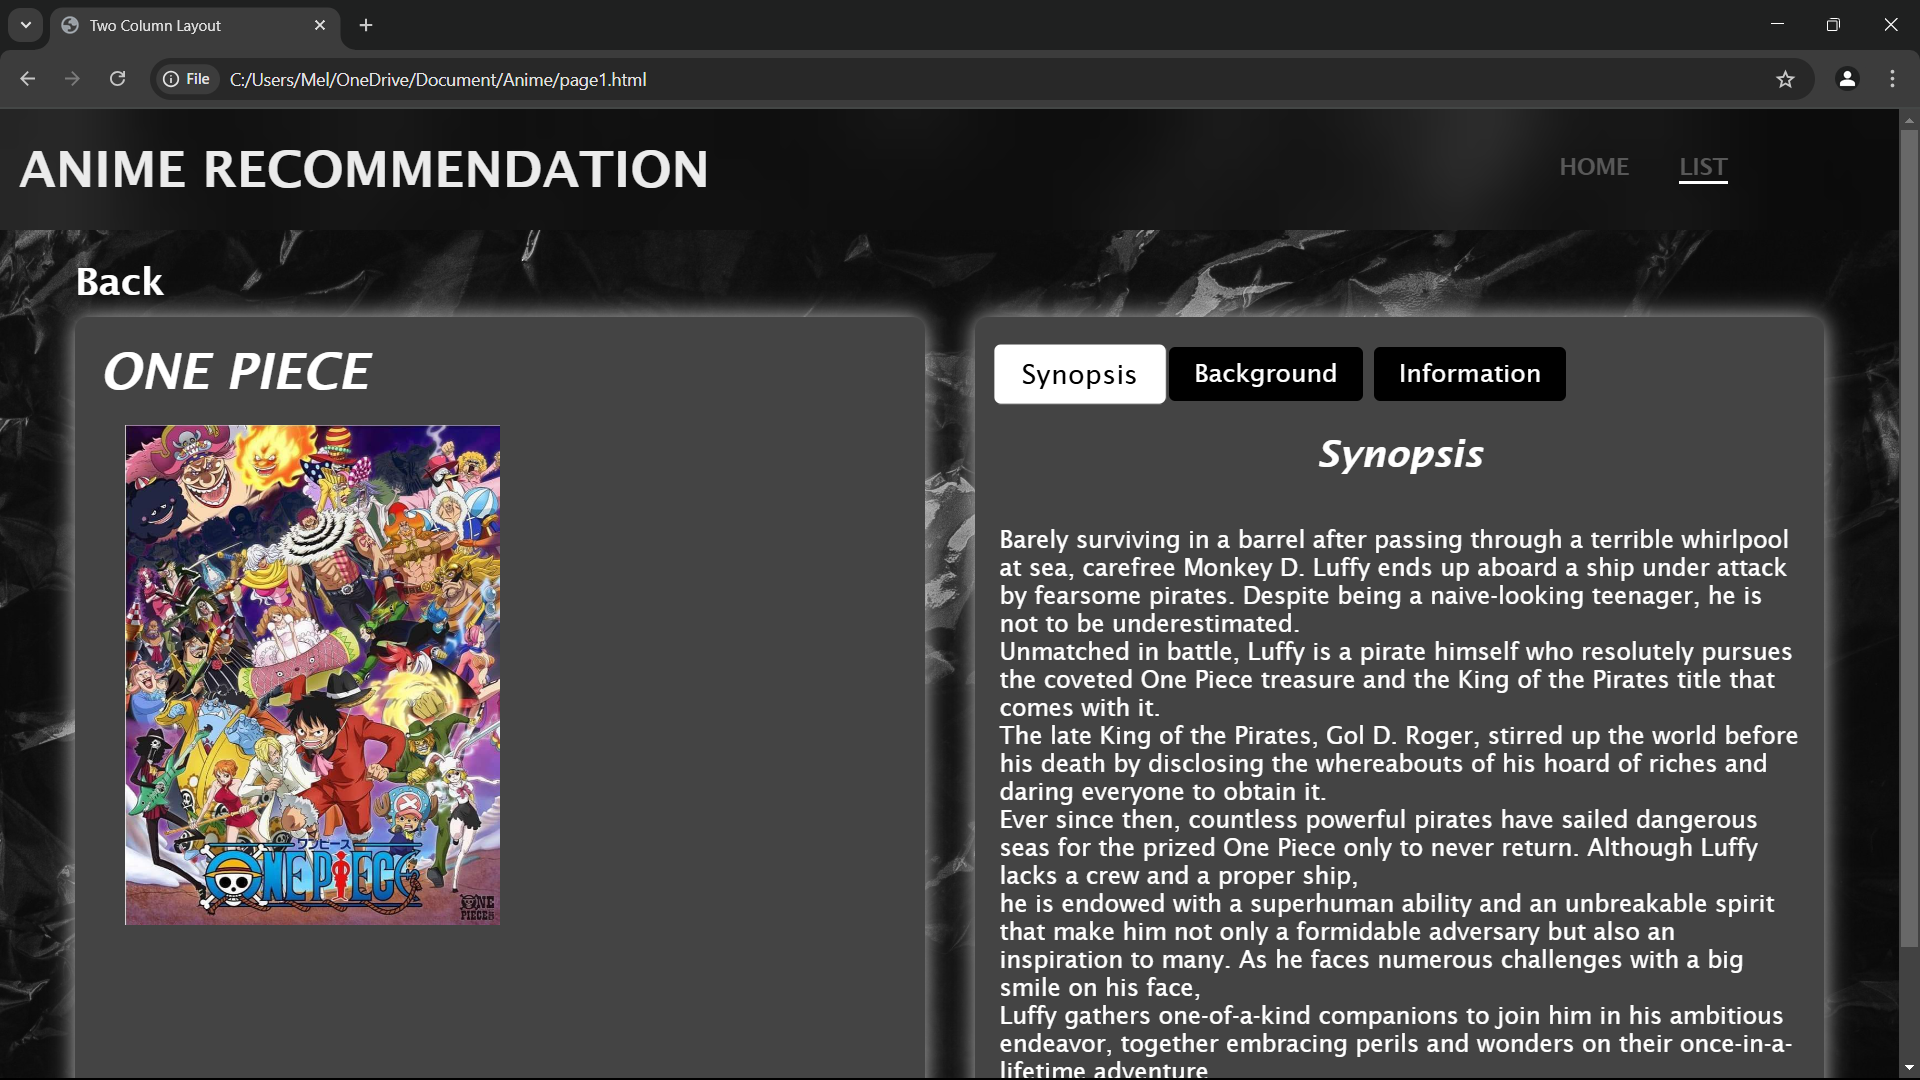 Two Column Layout
File
C:/Users/Mel/OneDrive/Document/Anime/page1.html
ANIME RECOMMENDATION
HOME
LIST
Back
ONE PIECE
ワンピース
ONE PIECE
ONE
PIECE
Synopsis
Background
Information
Synopsis
Barely surviving in a barrel after passing through a terrible whirlpool
at sea, carefree Monkey D. Luffy ends up aboard a ship under attack
by fearsome pirates. Despite being a naive-looking teenager, he is
not to be underestimated.
Unmatched in battle, Luffy is a pirate himself who resolutely pursues
the coveted One Piece treasure and the King of the Pirates title that
comes with it.
The late King of the Pirates, Gol D. Roger, stirred up the world before
his death by disclosing the whereabouts of his hoard of riches and
daring everyone to obtain it.
Ever since then, countless powerful pirates have sailed dangerous
seas for the prized One Piece only to never return. Although Luffy
lacks a crew and a proper ship,
he is endowed with a superhuman ability and an unbreakable spirit
that make him not only a formidable adversary but also an
inspiration to many. As he faces numerous challenges with a big
smile on his face,
Luffy gathers one-of-a-kind companions to join him in his ambitious
endeavor, together embracing perils and wonders on their once-in-a-
lifetime adventure